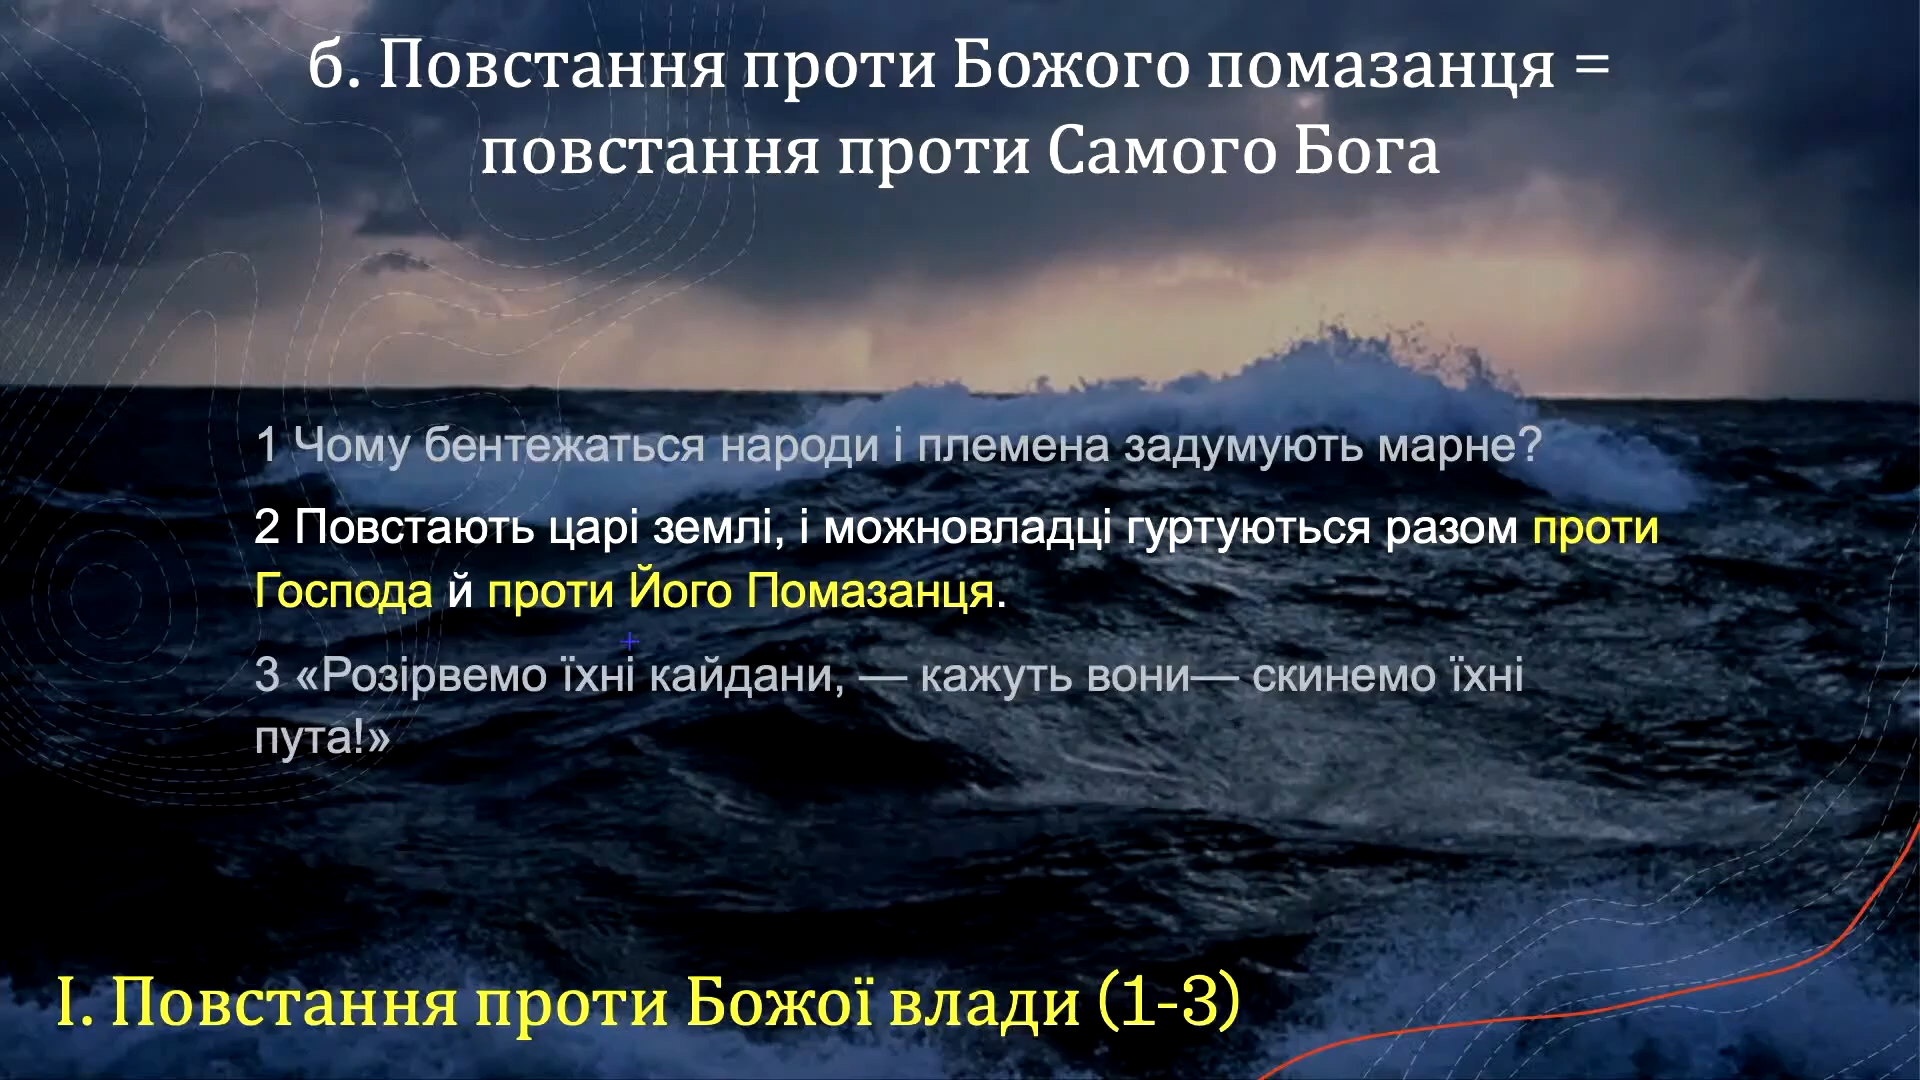 б. Повстання проти Божого помазанця =
повстання проти Самого Бога
1 Чому бентежаться народи і племена задумують марне?
2 Повстають царі землі, і можновладці гуртуються разом проти
Господа й проти Його Помазанця.
3 «Розірвемо їхні кайдани, — кажуть вони— скинемо їхні
пута!»
І. Повстання проти Божої влади (1-3)